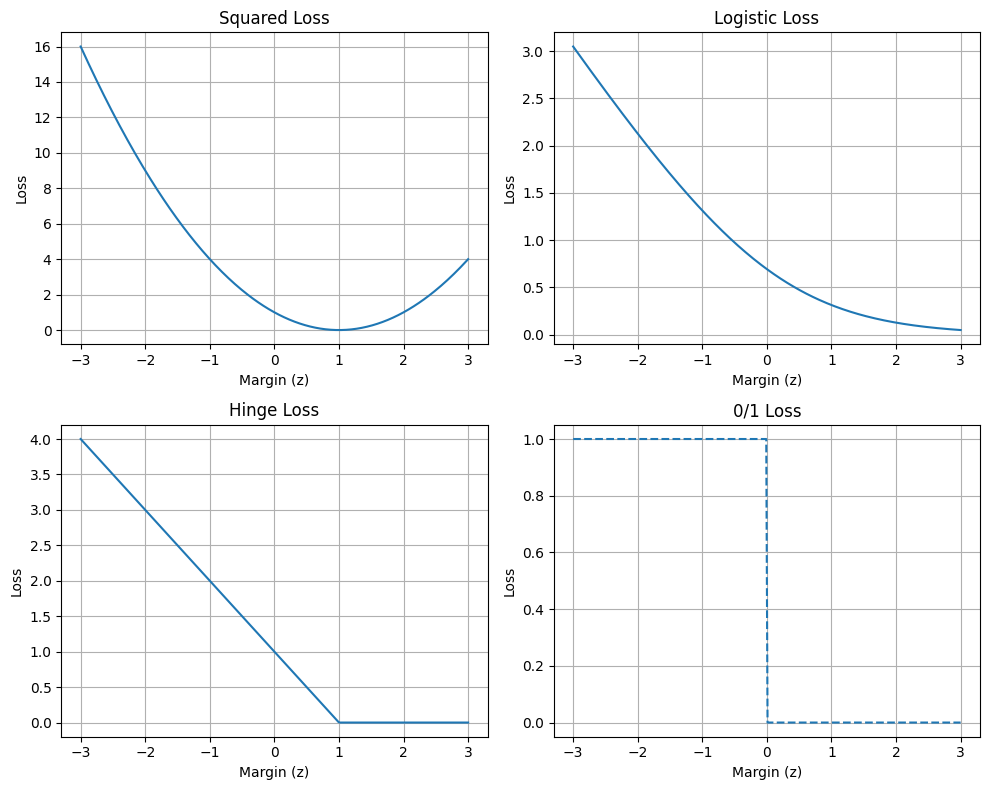 Squared Loss
16
14
12
10
8
6
4
2
0
Loss
−3 −2 −1 0 1 2 3
Margin (z)
Logistic Loss
3.0
2.5
2.0
1.5
1.0
0.5
0.0
Loss
−3 −2 −1 0 1 2 3
Margin (z)
Hinge Loss
4.0
3.5
3.0
2.5
2.0
1.5
1.0
0.5
0.0
Loss
−3 −2 −1 0 1 2 3
Margin (z)
0/1 Loss
1.0
0.8
0.6
0.4
0.2
0.0
Loss
−3 −2 −1 0 1 2 3
Margin (z)